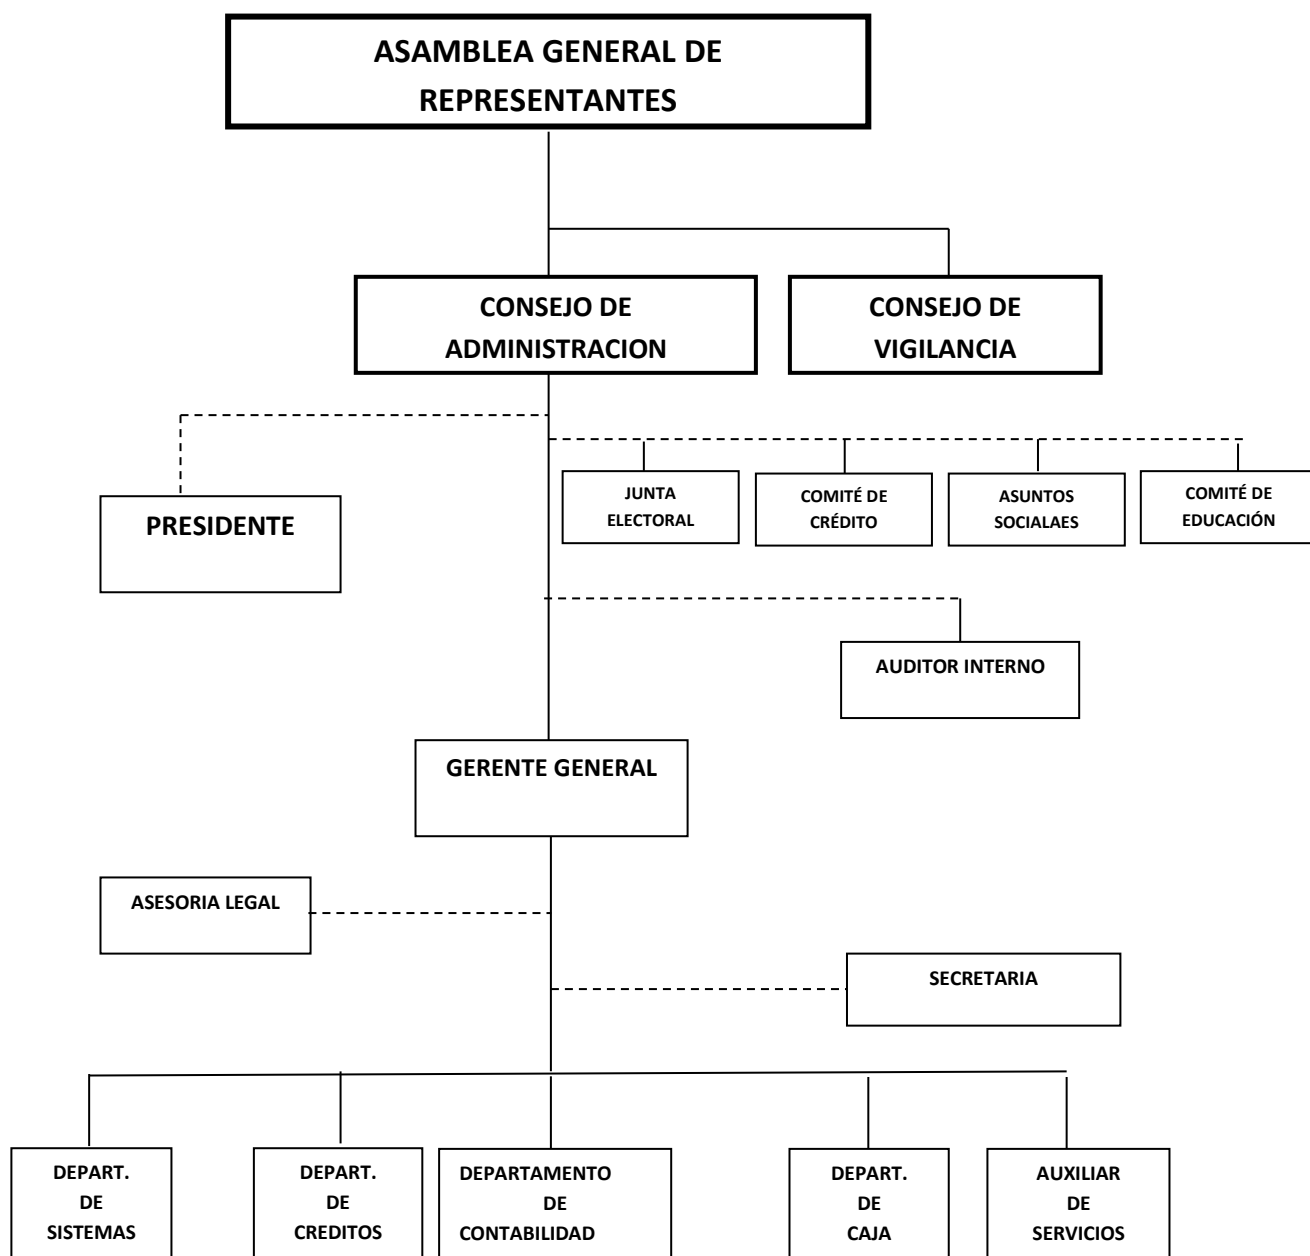 ASAMBLEA GENERAL DE
REPRESENTANTES
CONSEJO DE
ADMINISTRACION
CONSEJO DE
VIGILANCIA
PRESIDENTE
JUNTA
ELECTORAL
COMITÉ DE
CRÉDITO
ASUNTOS
SOCIALAES
COMITÉ DE
EDUCACIÓN
AUDITOR INTERNO
GERENTE GENERAL
ASESORIA LEGAL
SECRETARIA
DEPART.
DE
SISTEMAS
DEPART.
DE
CREDITOS
DEPARTAMENTO
DE
CONTABILIDAD
DEPART.
DE
CAJA
AUXILIAR
DE
SERVICIOS